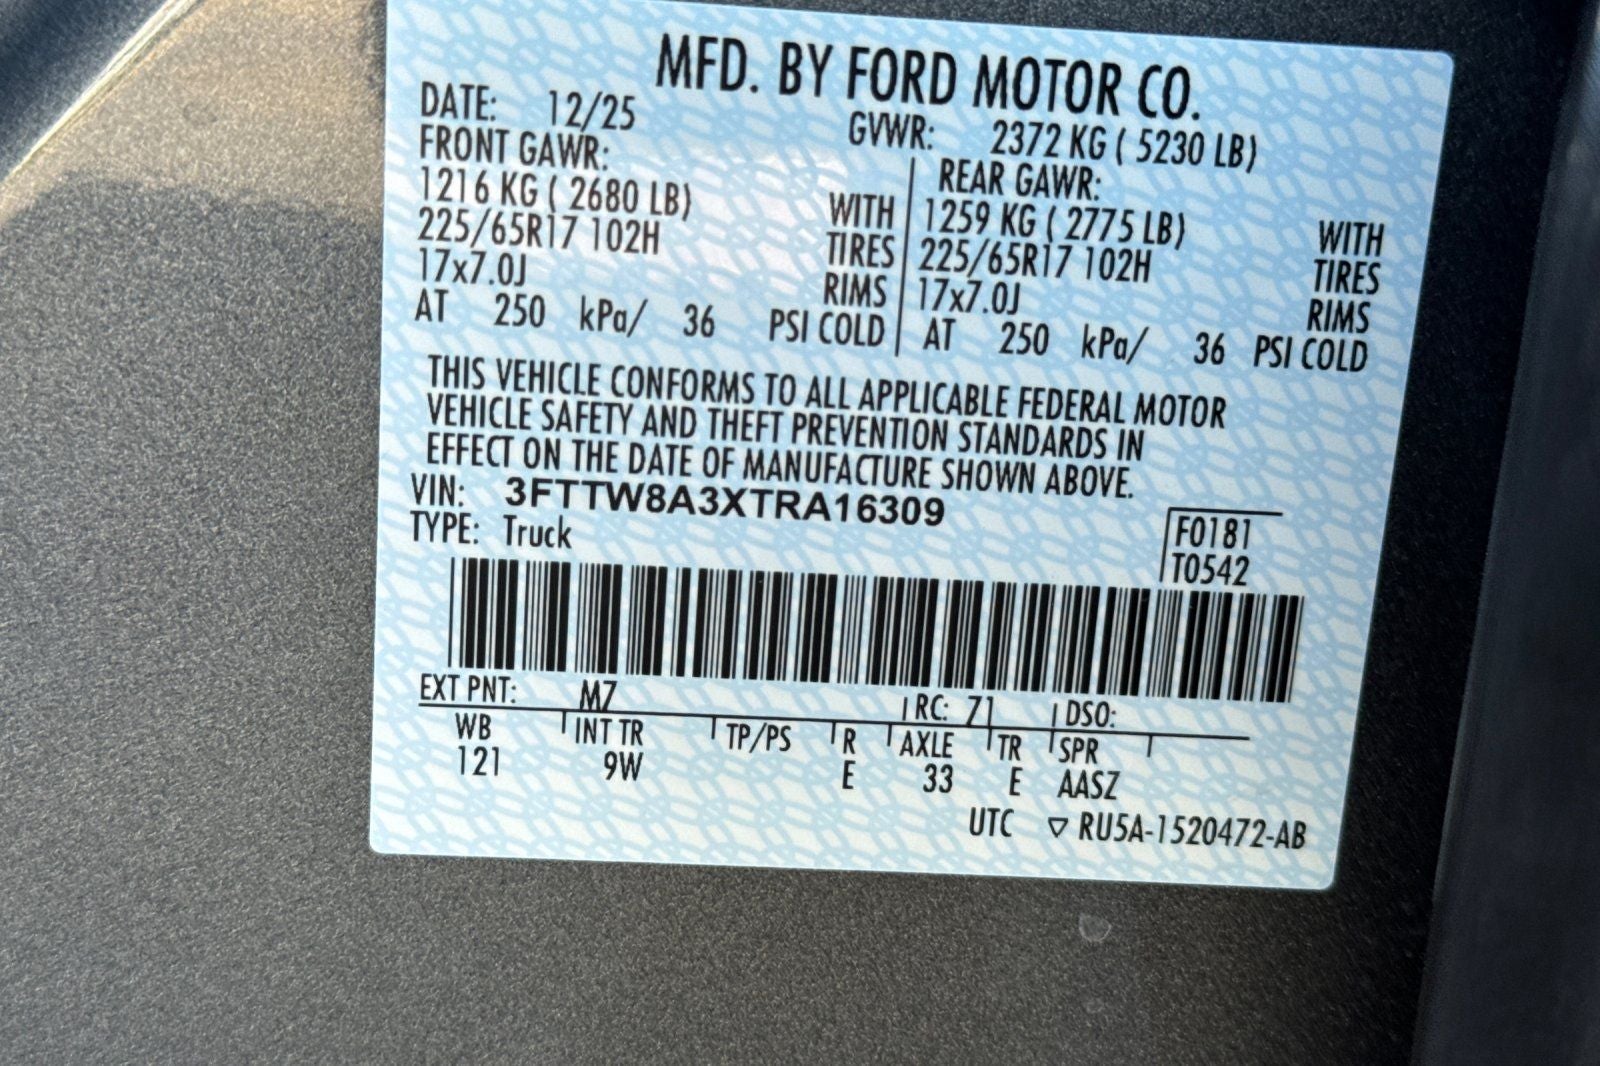 MFD. BY FORD MOTOR CO.
DATE: 12/25 GVWR: 2372 KG ( 5230 LB)
FRONT GAWR: REAR GAWR:
1216 KG ( 2680 LB) WITH 1259 KG ( 2775 LB) WITH
225/65R17 102H TIRES 225/65R17 102H TIRES
17x7.0J RIMS 17x7.0J RIMS
AT 250 kPa/ 36 PSI COLD AT 250 kPa/ 36 PSI COLD
THIS VEHICLE CONFORMS TO ALL APPLICABLE FEDERAL MOTOR
VEHICLE SAFETY AND THEFT PREVENTION STANDARDS IN
EFFECT ON THE DATE OF MANUFACTURE SHOWN ABOVE.
VIN: 3FTTW8A3XTRA16309
TYPE: Truck F0181
T0542
EXT PNT: M7 RC: 71 DSO:
WB INT TR TP/PS R AXLE TR SPR
121 9W E 33 E AASZ
UTC ▽ RU5A-1520472-AB